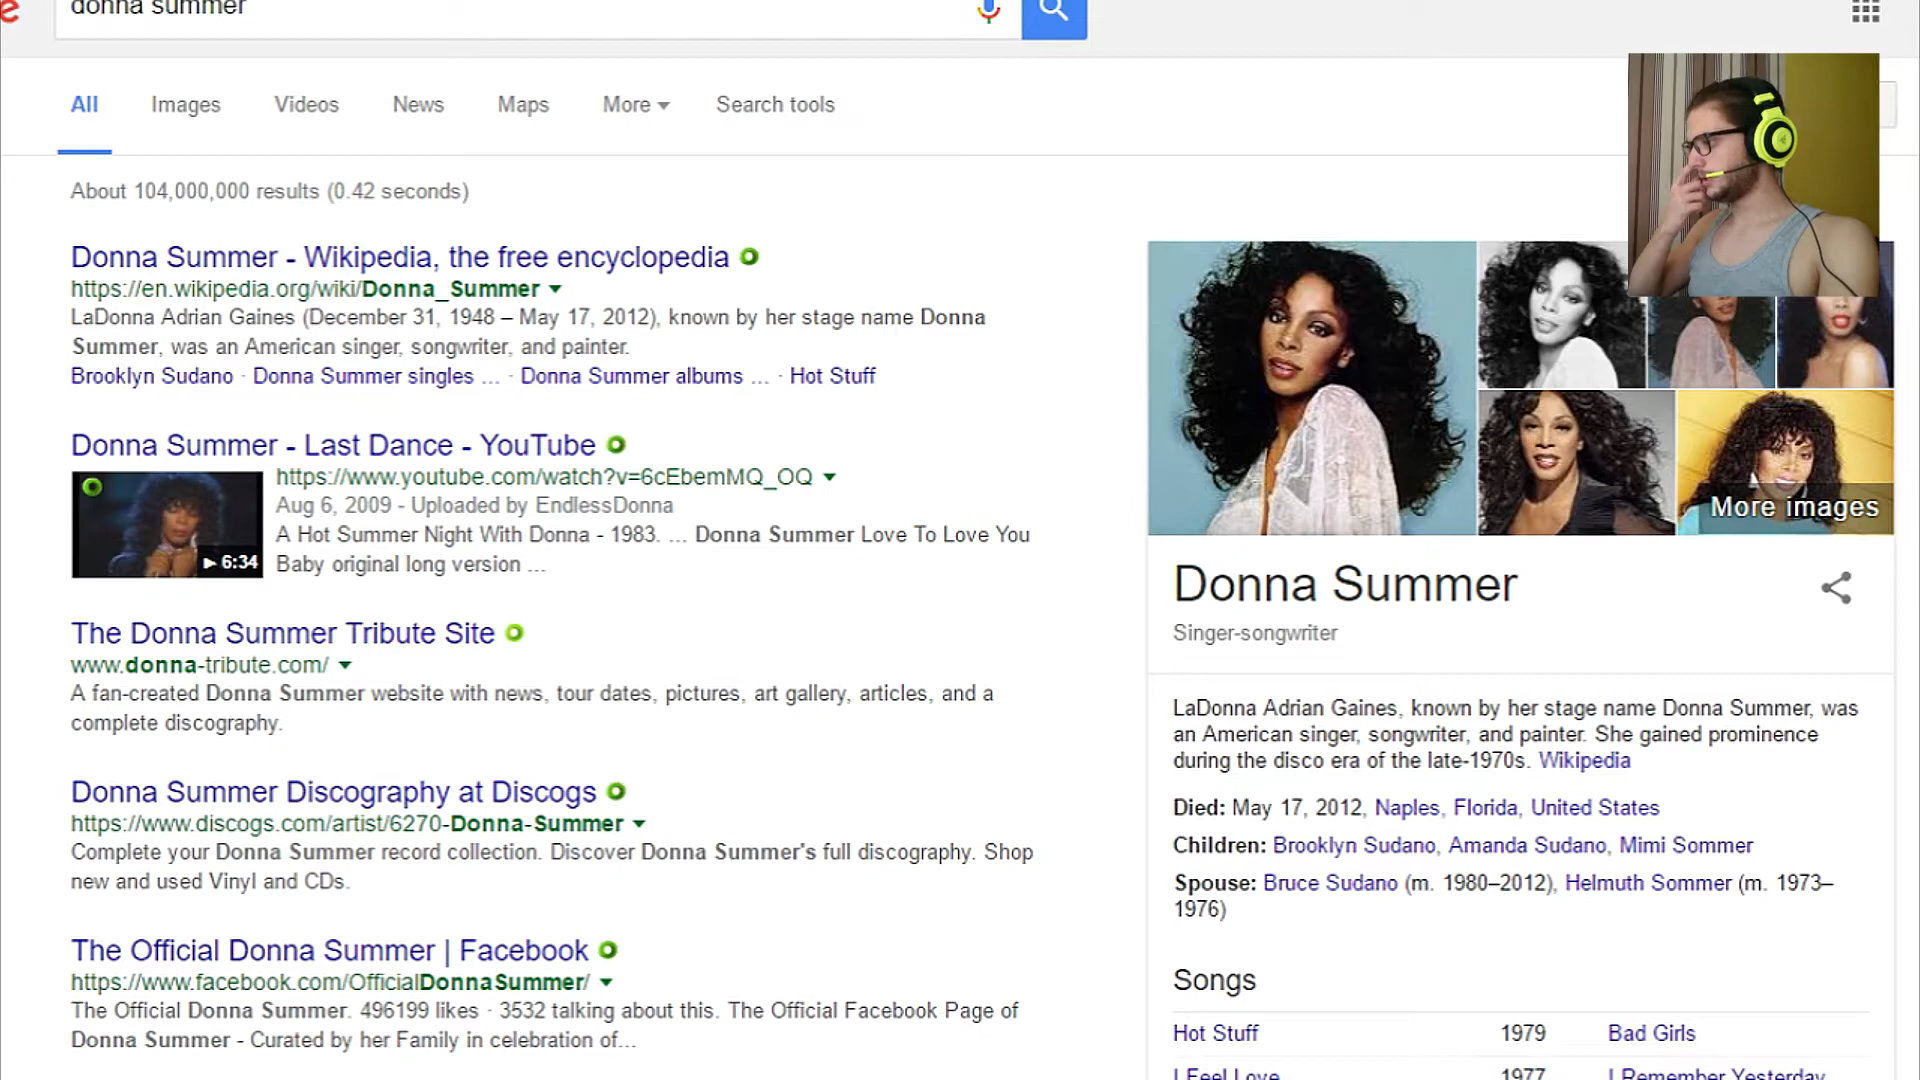 donna summer
All Images Videos News Maps More Search tools
About 104,000,000 results (0.42 seconds)
Donna Summer - Wikipedia, the free encyclopedia
https://en.wikipedia.org/wiki/Donna_Summer
LaDonna Adrian Gaines (December 31, 1948 – May 17, 2012), known by her stage name Donna
Summer, was an American singer, songwriter, and painter.
Brooklyn Sudano · Donna Summer singles ... · Donna Summer albums ... · Hot Stuff
Donna Summer - Last Dance - YouTube
6:34
https://www.youtube.com/watch?v=6cEbemMQ_OQ
Aug 6, 2009 - Uploaded by EndlessDonna
A Hot Summer Night With Donna - 1983. ... Donna Summer Love To Love You
Baby original long version ...
The Donna Summer Tribute Site
www.donna-tribute.com/
A fan-created Donna Summer website with news, tour dates, pictures, art gallery, articles, and a
complete discography.
Donna Summer Discography at Discogs
https://www.discogs.com/artist/6270-Donna-Summer
Complete your Donna Summer record collection. Discover Donna Summer's full discography. Shop
new and used Vinyl and CDs.
The Official Donna Summer | Facebook
https://www.facebook.com/OfficialDonnaSummer/
The Official Donna Summer. 496199 likes · 3532 talking about this. The Official Facebook Page of
Donna Summer - Curated by her Family in celebration of...
More images
Donna Summer
Singer-songwriter
LaDonna Adrian Gaines, known by her stage name Donna Summer, was
an American singer, songwriter, and painter. She gained prominence
during the disco era of the late-1970s. Wikipedia
Died: May 17, 2012, Naples, Florida, United States
Children: Brooklyn Sudano, Amanda Sudano, Mimi Sommer
Spouse: Bruce Sudano (m. 1980–2012), Helmuth Sommer (m. 1973–
1976)
Songs
Hot Stuff 1979 Bad Girls
I Feel Love 1977 I Remember Yesterday